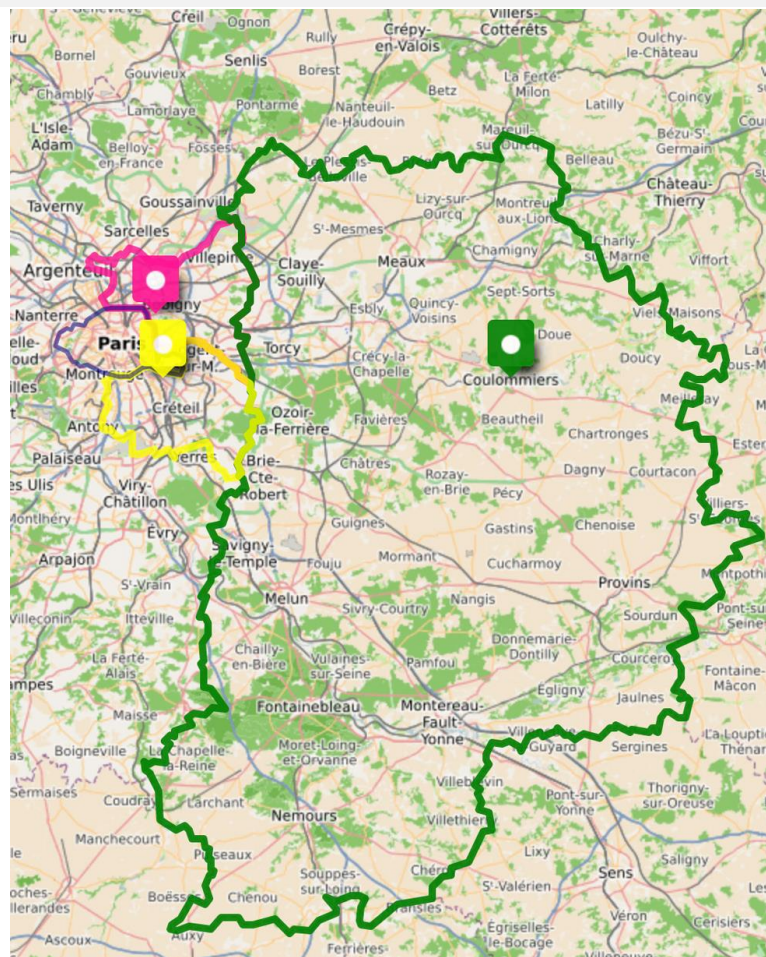 Creil
Ognon
Rully
Crépy-
en-Valois
Villers-
Cotterêts
Oulchy-
le-Château
Bornel
Gouvieux
Senlis
Borest
La Ferté-
Milon
Chambly
Lamorlaye
Pontarmé
Nanteuil-
le-Haudouin
Betz
Latilly
Coincy
L'Isle-
Adam
Belloy-
en-France
Fosses
Mareuil-
sur-Ourcq
Bézu-St-
Germain
Belleau
Taverny
Goussainville
Lizy-sur-
Ourcq
Montreuil-
aux-Lions
Château-
Thierry
Sarcelles
St-Mesmes
Argenteuil
Villepinte
Claye-
Souilly
Meaux
Chamigny
Charly-
sur-Marne
Viffort
Nanterre
Esbly
Quincy-
Voisins
Sept-Sorts
Viels-Maisons
Paris
Torcy
Crécy-la-
Chapelle
Doue
Doucy
Coulommiers
Créteil
Ozoir-
la-Ferrière
Favières
Beautheil
Chartronges
Antony
Palaiseau
Brie-
Cte-
Robert
Châtres
Rozay-
en-Brie
Pécy
Dagny
Courtacon
Viry-
Châtillon
Montlhéry
Évry
Guignes
Gastins
Chenoise
Arpajon
Savigny-
le-Temple
Fouju
Mormant
Cucharmoy
Provins
St-Vrain
Itteville
Melun
Sivry-Courtry
Nangis
Sourdun
La Ferté-
Alais
Chailly-
en-Bière
Vulaines-
sur-Seine
Pamfou
Donnemarie-
Dontilly
Fontaine-
Mâcon
Égligny
Jaulnes
Maisse
Fontainebleau
Montereau-
Fault-
Yonne
Guyard
Sergines
Boigneville
La Chapelle-
la-Reine
Moret-Loing-
et-Orvanne
Sermaises
Larchant
Nemours
Pont-sur-
Yonne
Thorigny-
sur-Oreuse
Manchecourt
Puiseaux
Souppes-
sur-Loing
Lixy
Sens
Saligny
Chenou
St-Valérien
Véron
Cerisiers
Auxy
Ascoux
Ferrières
Égriselles-
le-Bocage